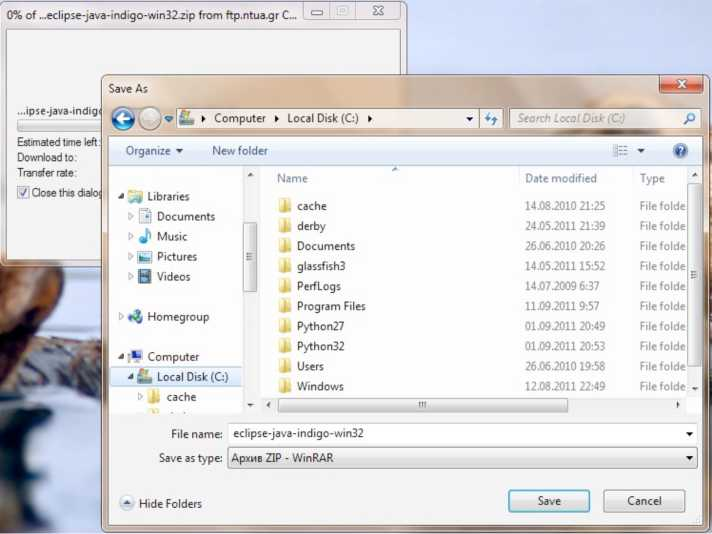 0% of ...eclipse-java-indigo-win32.zip from ftp.ntua.gr C...
...ipse-java-indigo
Estimated time left:
Download to:
Transfer rate:
Close this dialog
Save As
Computer
Local Disk (C:)
Search Local Disk (C:)
Organize
New folder
Libraries
Documents
Music
Pictures
Videos
Homegroup
Computer
Local Disk (C:)
cache
Name Date modified Type
cache 14.08.2010 21:25 File folde
derby 24.05.2011 21:39 File folde
Documents 26.06.2010 20:26 File folde
glassfish3 14.05.2011 15:52 File folde
PerfLogs 14.07.2009 6:37 File folde
Program Files 11.09.2011 9:57 File folde
Python27 01.09.2011 20:49 File folde
Python32 01.09.2011 20:53 File folde
Users 26.06.2010 19:58 File folde
Windows 12.08.2011 22:49 File folde
File name: eclipse-java-indigo-win32
Save as type: Архив ZIP - WinRAR
Hide Folders
Save
Cancel